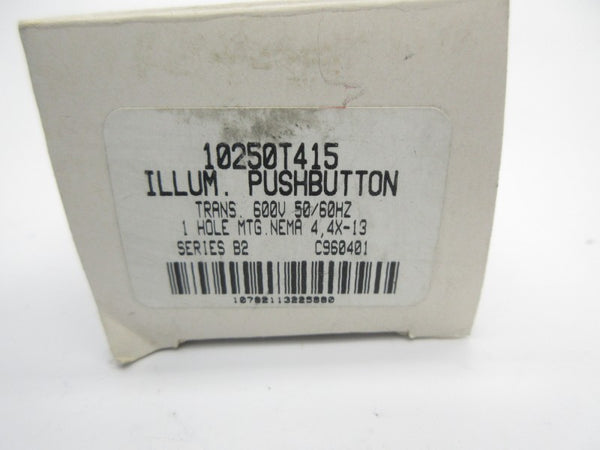 10250T415
ILLUM. PUSHBUTTON
TRANS. 600V 50/60HZ
1 HOLE MTG.NEMA 4,4X-13
SERIES B2 C960401
10782113225880